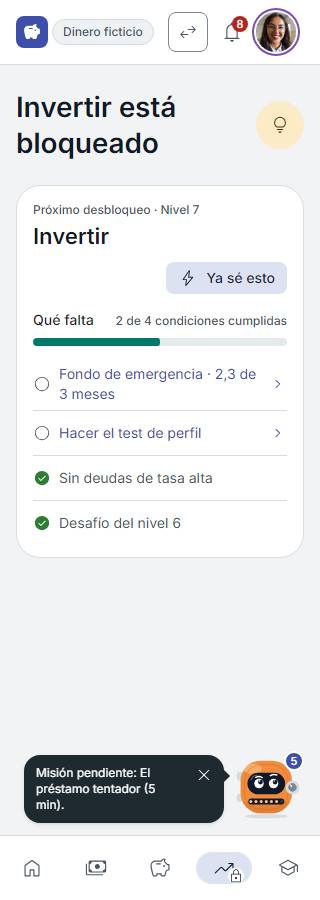 Dinero ficticio
8
Invertir está
bloqueado
Próximo desbloqueo · Nivel 7
Invertir
Ya sé esto
Qué falta
2 de 4 condiciones cumplidas
Fondo de emergencia · 2,3 de
3 meses
Hacer el test de perfil
Sin deudas de tasa alta
Desafío del nivel 6
Misión pendiente: El
préstamo tentador (5
min).
5